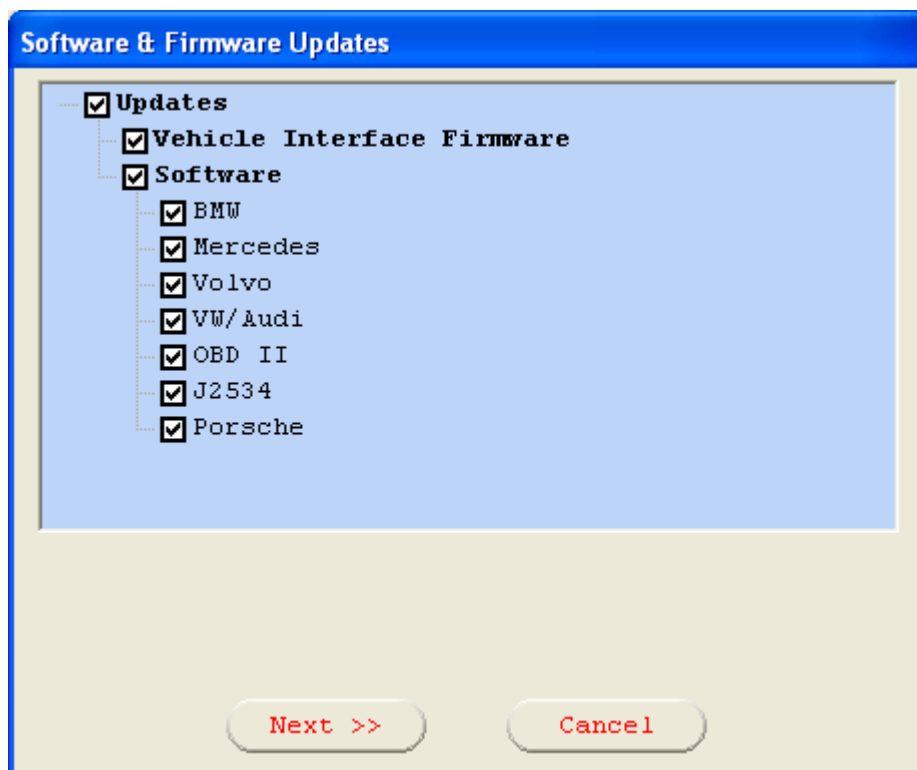 Software & Firmware Updates
Updates
Vehicle Interface Firmware
Software
BMW
Mercedes
Volvo
VW/Audi
OBD II
J2534
Porsche
Next >>
Cancel